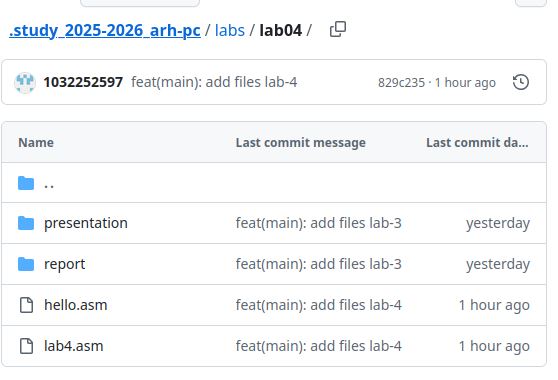 .study_2025-2026_arh-pc / labs / lab04 /
1032252597 feat(main): add files lab-4 829c235 · 1 hour ago
Name Last commit message Last commit da...
..
presentation feat(main): add files lab-3 yesterday
report feat(main): add files lab-3 yesterday
hello.asm feat(main): add files lab-4 1 hour ago
lab4.asm feat(main): add files lab-4 1 hour ago